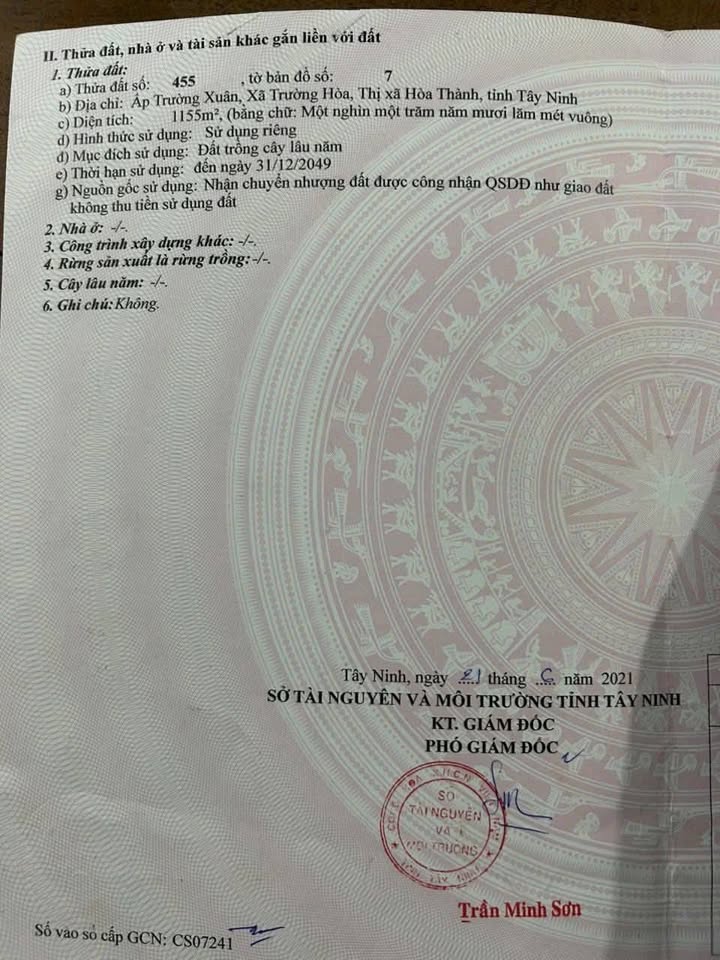 II. Thửa đất, nhà ở và tài sản khác gắn liền với đất
1. Thửa đất:
a) Thửa đất số: 455 , tờ bản đồ số: 7
b) Địa chỉ: Ấp Trường Xuân, Xã Trường Hòa, Thị xã Hòa Thành, tỉnh Tây Ninh
c) Diện tích: 1155m², (bằng chữ: Một nghìn một trăm năm mươi lăm mét vuông)
d) Hình thức sử dụng: Sử dụng riêng
đ) Mục đích sử dụng: Đất trồng cây lâu năm
e) Thời hạn sử dụng: đến ngày 31/12/2049
g) Nguồn gốc sử dụng: Nhận chuyển nhượng đất được công nhận QSDĐ như giao đất
không thu tiền sử dụng đất
2. Nhà ở: -/-.
3. Công trình xây dựng khác: -/-.
4. Rừng sản xuất là rừng trồng: -/-.
5. Cây lâu năm: -/-.
6. Ghi chú: Không.
Tây Ninh, ngày 21 tháng 6 năm 2021
SỞ TÀI NGUYÊN VÀ MÔI TRƯỜNG TỈNH TÂY NINH
KT. GIÁM ĐỐC
PHÓ GIÁM ĐỐC
SỞ
TÀI NGUYÊN
VÀ
MÔI TRƯỜNG
Trần Minh Sơn
Số vào sổ cấp GCN: CS07241